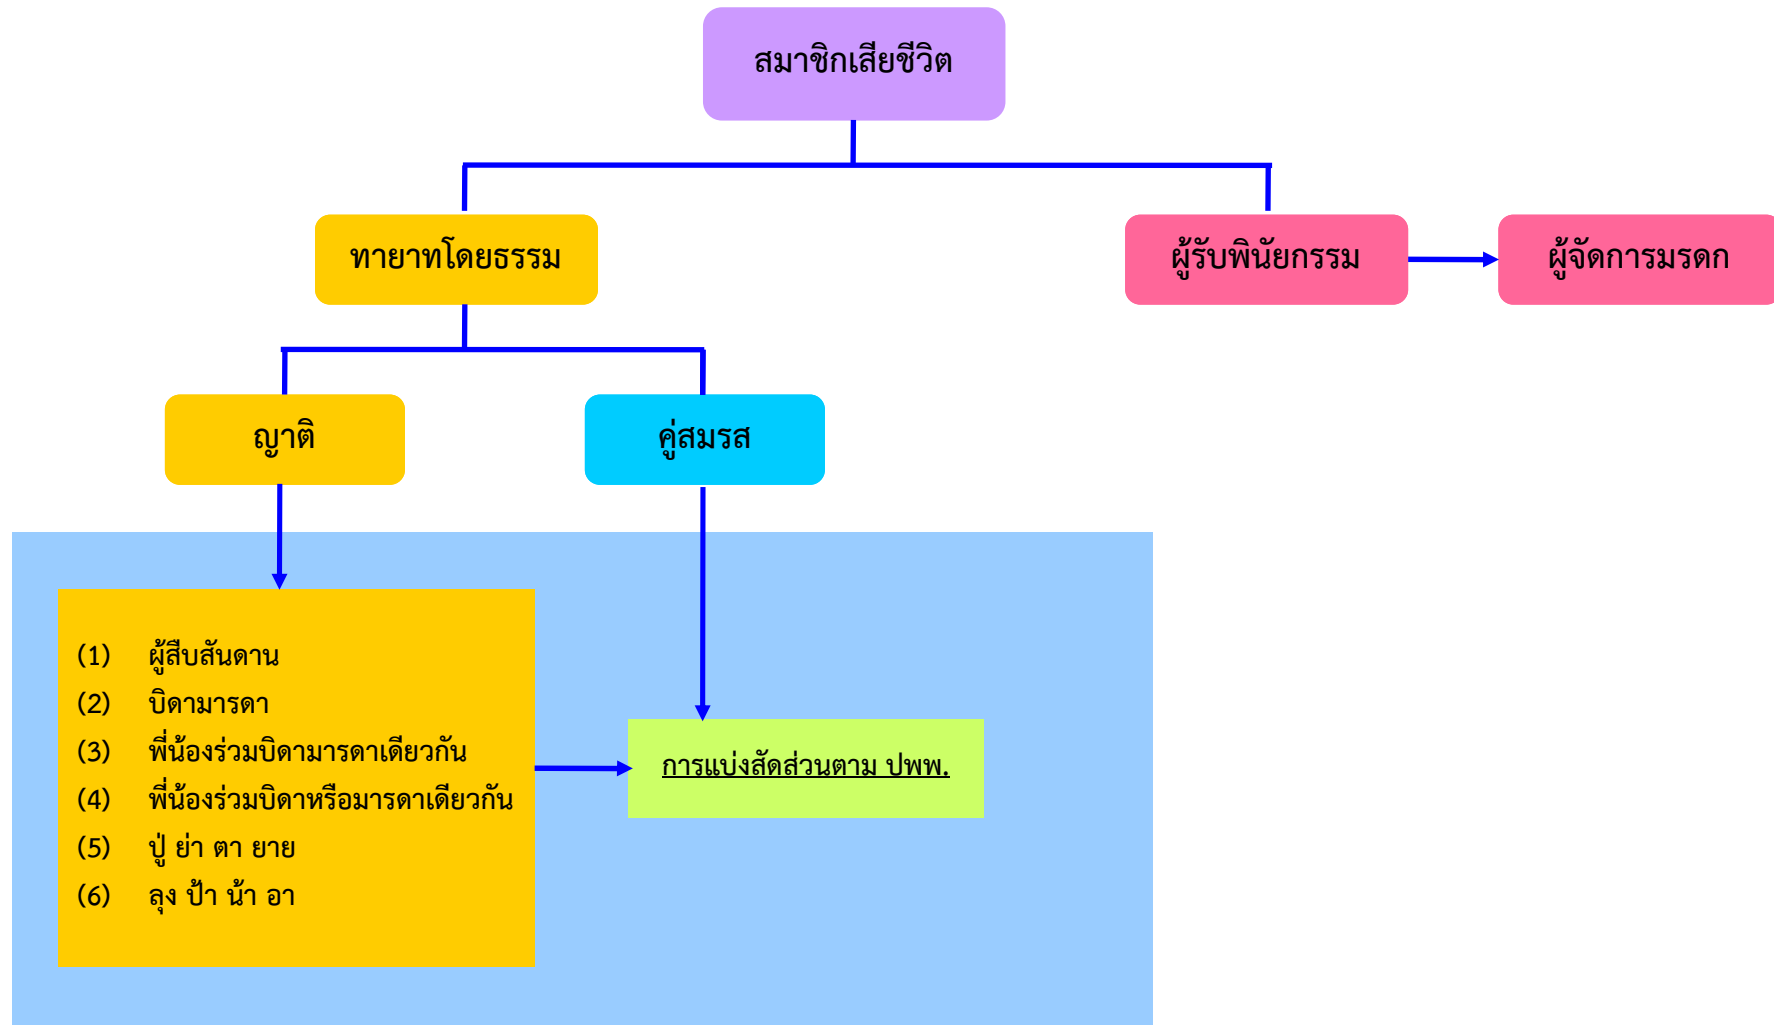 สมาชิกเสียชีวิต
ทายาทโดยธรรม
ผู้รับพินัยกรรม
ผู้จัดการมรดก
ญาติ
คู่สมรส
(1) ผู้สืบสันดาน
(2) บิดามารดา
(3) พี่น้องร่วมบิดามารดาเดียวกัน
(4) พี่น้องร่วมบิดาหรือมารดาเดียวกัน
(5) ปู่ ย่า ตา ยาย
(6) ลุง ป้า น้า อา
การแบ่งสัดส่วนตาม ปพพ.